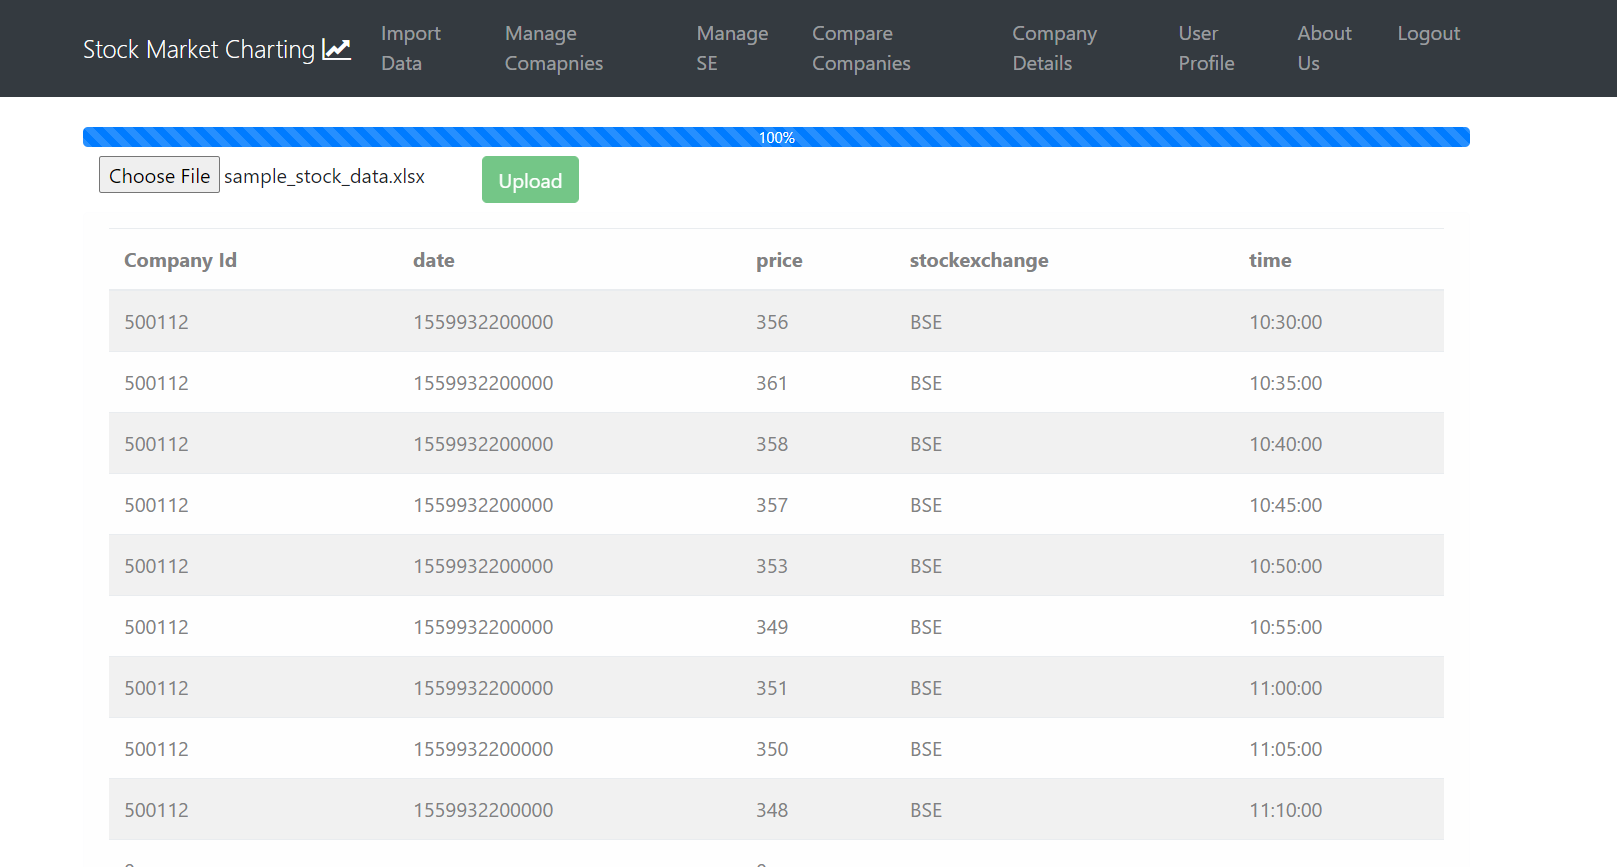 Stock Market Charting
Import Data
Manage Comapnies
Manage SE
Compare Companies
Company Details
User Profile
About Us
Logout
100%
Choose File sample_stock_data.xlsx Upload
Company Id date price stockexchange time
500112 1559932200000 356 BSE 10:30:00
500112 1559932200000 361 BSE 10:35:00
500112 1559932200000 358 BSE 10:40:00
500112 1559932200000 357 BSE 10:45:00
500112 1559932200000 353 BSE 10:50:00
500112 1559932200000 349 BSE 10:55:00
500112 1559932200000 351 BSE 11:00:00
500112 1559932200000 350 BSE 11:05:00
500112 1559932200000 348 BSE 11:10:00